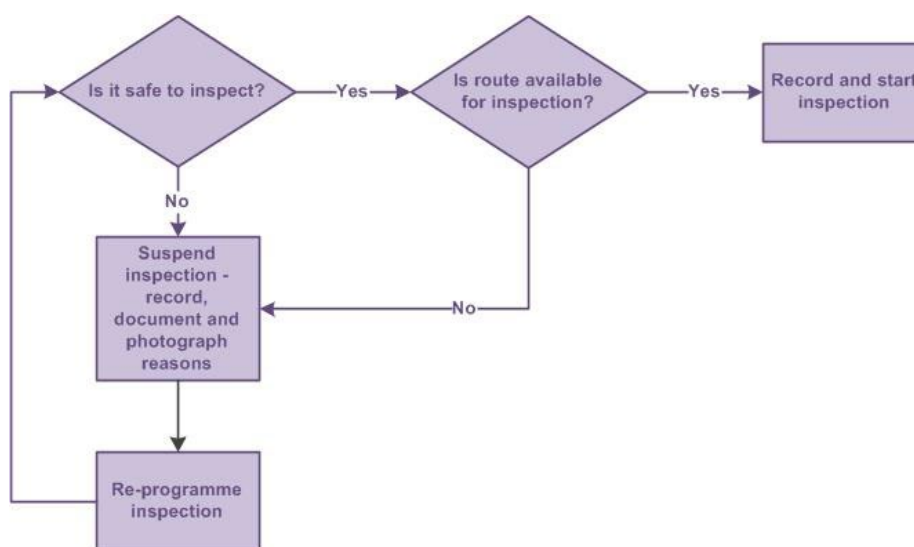 Is it safe to inspect?
Yes
Is route available
for inspection?
Yes
Record and start
inspection
No
Suspend
inspection -
record,
document and
photograph
reasons
No
Re-programme
inspection